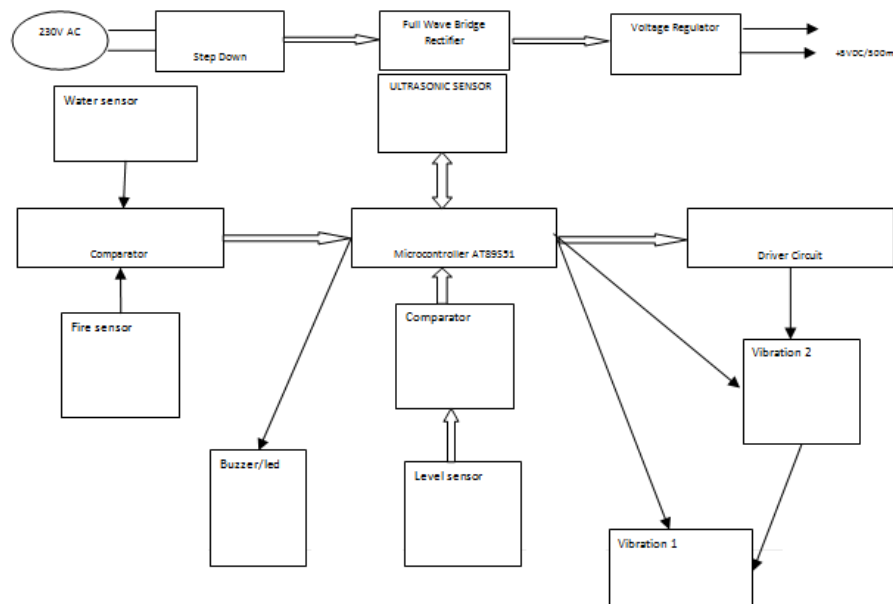 230V AC
Step Down
Full Wave Bridge
Rectifier
Voltage Regulator
ULTRASONIC SENSOR
Water sensor
Comparator
Microcontroller AT89S51
Driver Circuit
Fire sensor
Comparator
Vibration 2
Buzzer/led
Level sensor
Vibration 1